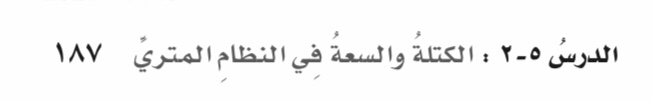 الدرسُ ٥-٢ : الكتلةُ والسعةُ فِي النظامِ المتريِّ ١٨٧